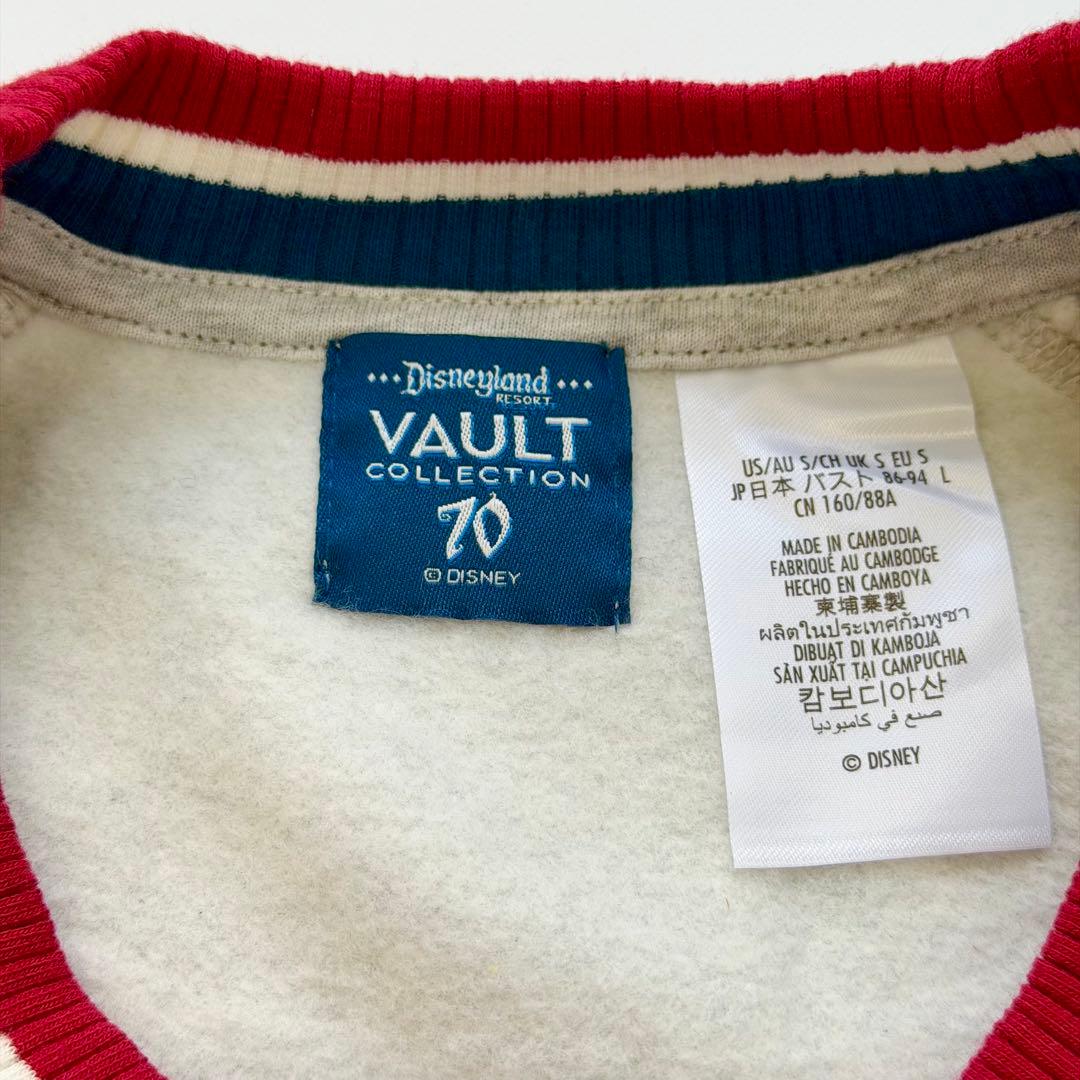 ••• Disneyland •••
RESORT
VAULT
COLLECTION
70
© DISNEY
US/AU S/CH UK S EU S
JP日本 バスト 86-94 L
CN 160/88A
MADE IN CAMBODIA
FABRIQUÉ AU CAMBODGE
HECHO EN CAMBOYA
柬埔寨製
ผลิตในประเทศกัมพูชา
DIBUAT DI KAMBOJA
SẢN XUẤT TẠI CAMPUCHIA
캄보디아산
صنع في كامبوديا
© DISNEY